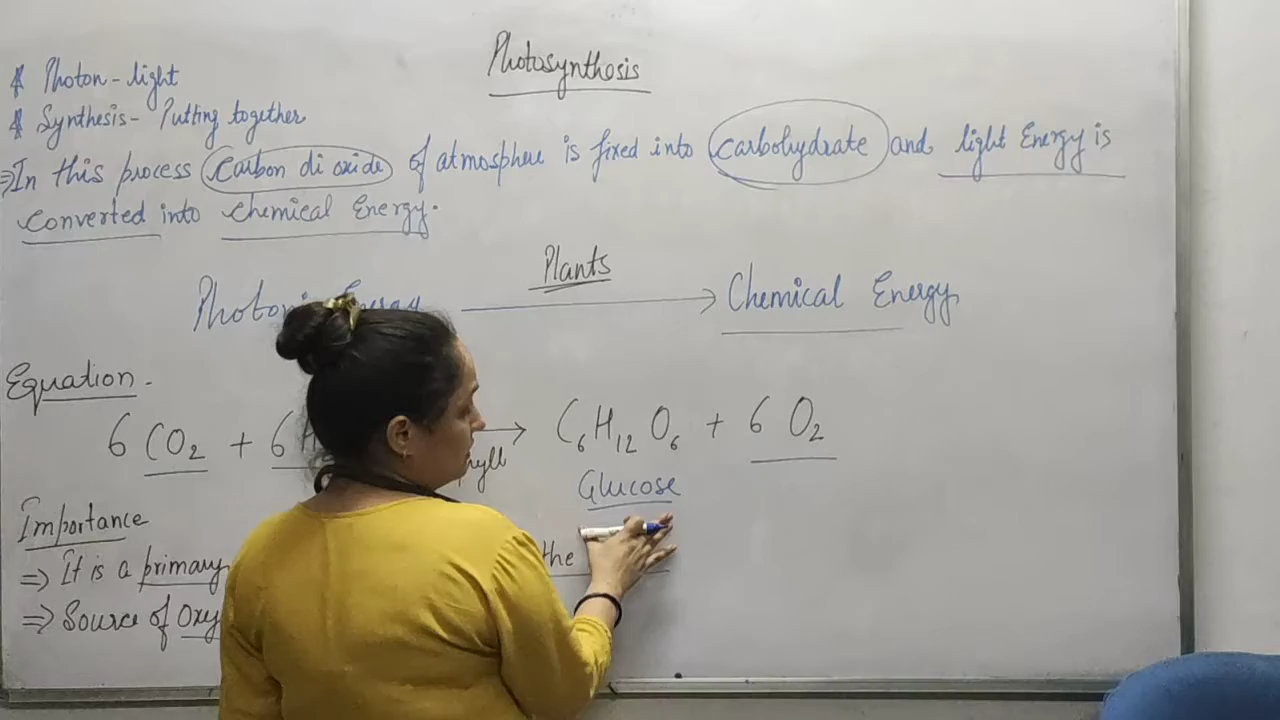 Photosynthesis
* Photon - light
* Synthesis - Putting together
⇒ In this process carbon di oxide of atmosphere is fixed into carbohydrate and light Energy is
converted into chemical Energy.
Plants
Energy → Chemical Energy
Equation -
6 CO₂ + 6 H → C₆H₁₂O₆ + 6 O₂
Glucose
Importance
⇒ It is a primary the
⇒ Source of